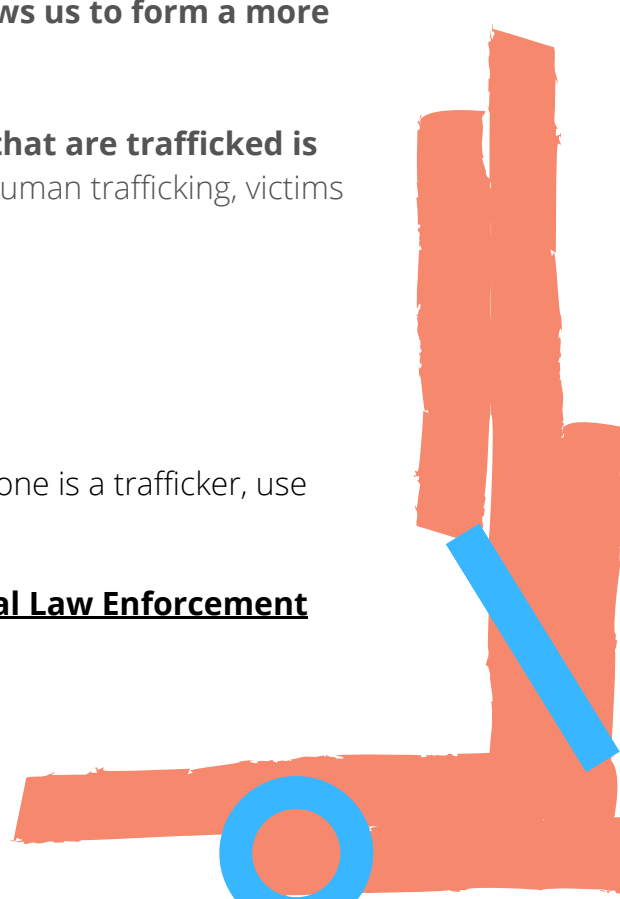 ws us to form a more
that are trafficked is
uman trafficking, victims
one is a trafficker, use
al Law Enforcement